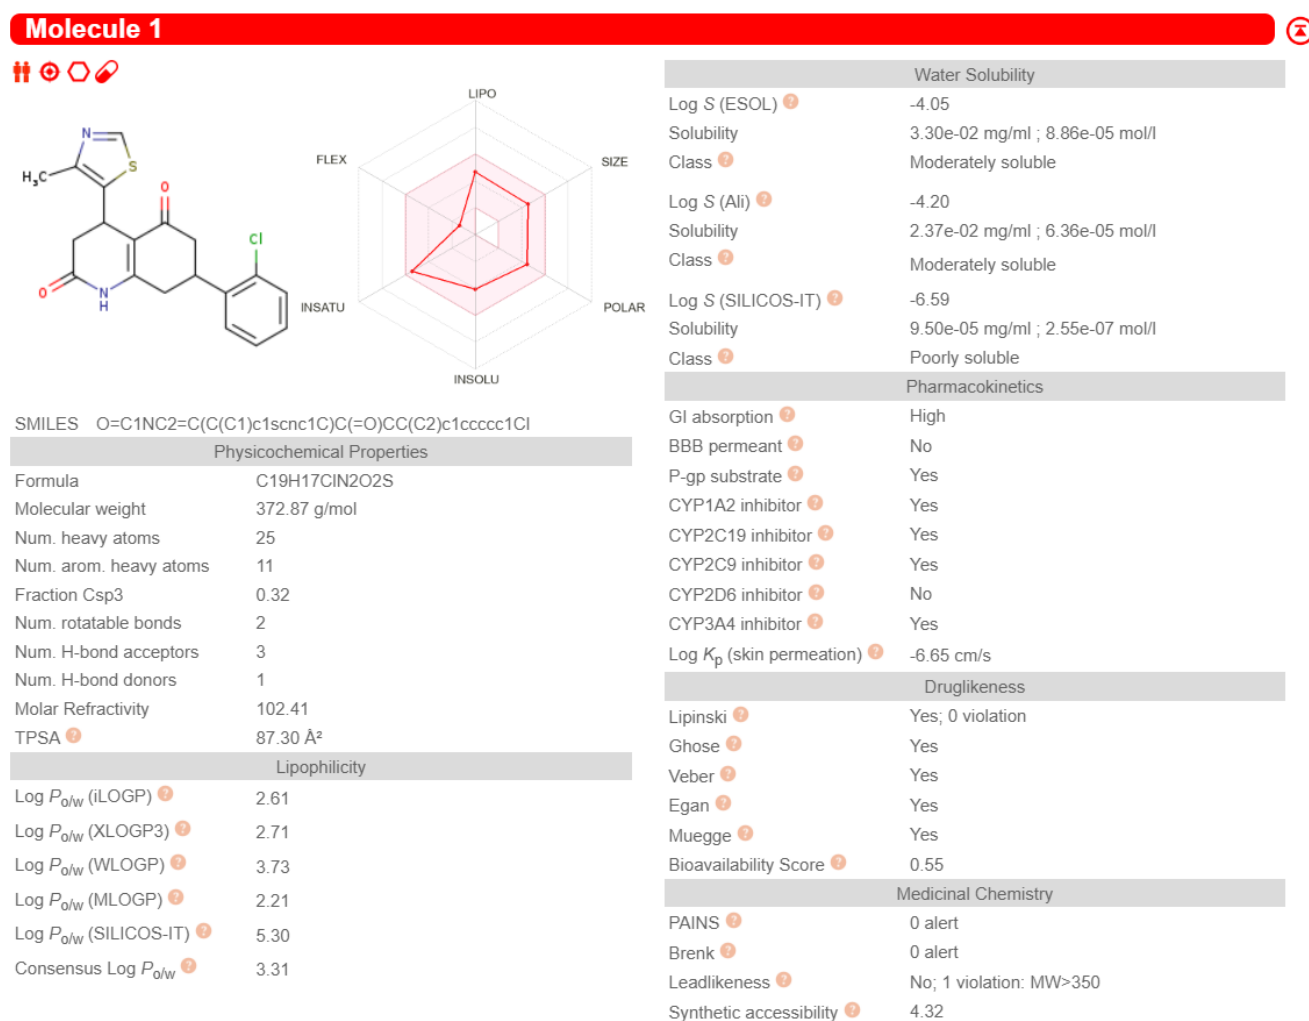 Molecule 1
N
S
H3C
O
O
N
H
Cl
LIPO
FLEX
SIZE
INSATU
POLAR
INSOLU
SMILES O=C1NC2=C(C(C1)c1scnc1C)C(=O)CC(C2)c1ccccc1Cl
Physicochemical Properties
Formula C19H17ClN2O2S
Molecular weight 372.87 g/mol
Num. heavy atoms 25
Num. arom. heavy atoms 11
Fraction Csp3 0.32
Num. rotatable bonds 2
Num. H-bond acceptors 3
Num. H-bond donors 1
Molar Refractivity 102.41
TPSA ? 87.30 Å²
Lipophilicity
Log Po/w (iLOGP) ? 2.61
Log Po/w (XLOGP3) ? 2.71
Log Po/w (WLOGP) ? 3.73
Log Po/w (MLOGP) ? 2.21
Log Po/w (SILICOS-IT) ? 5.30
Consensus Log Po/w ? 3.31
Water Solubility
Log S (ESOL) ? -4.05
Solubility 3.30e-02 mg/ml ; 8.86e-05 mol/l
Class ? Moderately soluble
Log S (Ali) ? -4.20
Solubility 2.37e-02 mg/ml ; 6.36e-05 mol/l
Class ? Moderately soluble
Log S (SILICOS-IT) ? -6.59
Solubility 9.50e-05 mg/ml ; 2.55e-07 mol/l
Class ? Poorly soluble
Pharmacokinetics
GI absorption ? High
BBB permeant ? No
P-gp substrate ? Yes
CYP1A2 inhibitor ? Yes
CYP2C19 inhibitor ? Yes
CYP2C9 inhibitor ? Yes
CYP2D6 inhibitor ? No
CYP3A4 inhibitor ? Yes
Log Kp (skin permeation) ? -6.65 cm/s
Druglikeness
Lipinski ? Yes; 0 violation
Ghose ? Yes
Veber ? Yes
Egan ? Yes
Muegge ? Yes
Bioavailability Score ? 0.55
Medicinal Chemistry
PAINS ? 0 alert
Brenk ? 0 alert
Leadlikeness ? No; 1 violation: MW>350
Synthetic accessibility ? 4.32